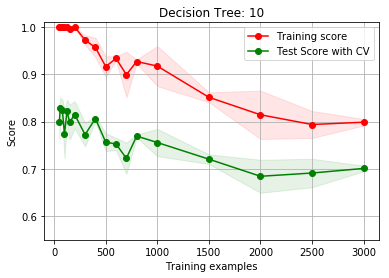 Decision Tree: 10
Training score
Test Score with CV
Score
1.0
0.9
0.8
0.7
0.6
0
500
1000
1500
2000
2500
3000
Training examples